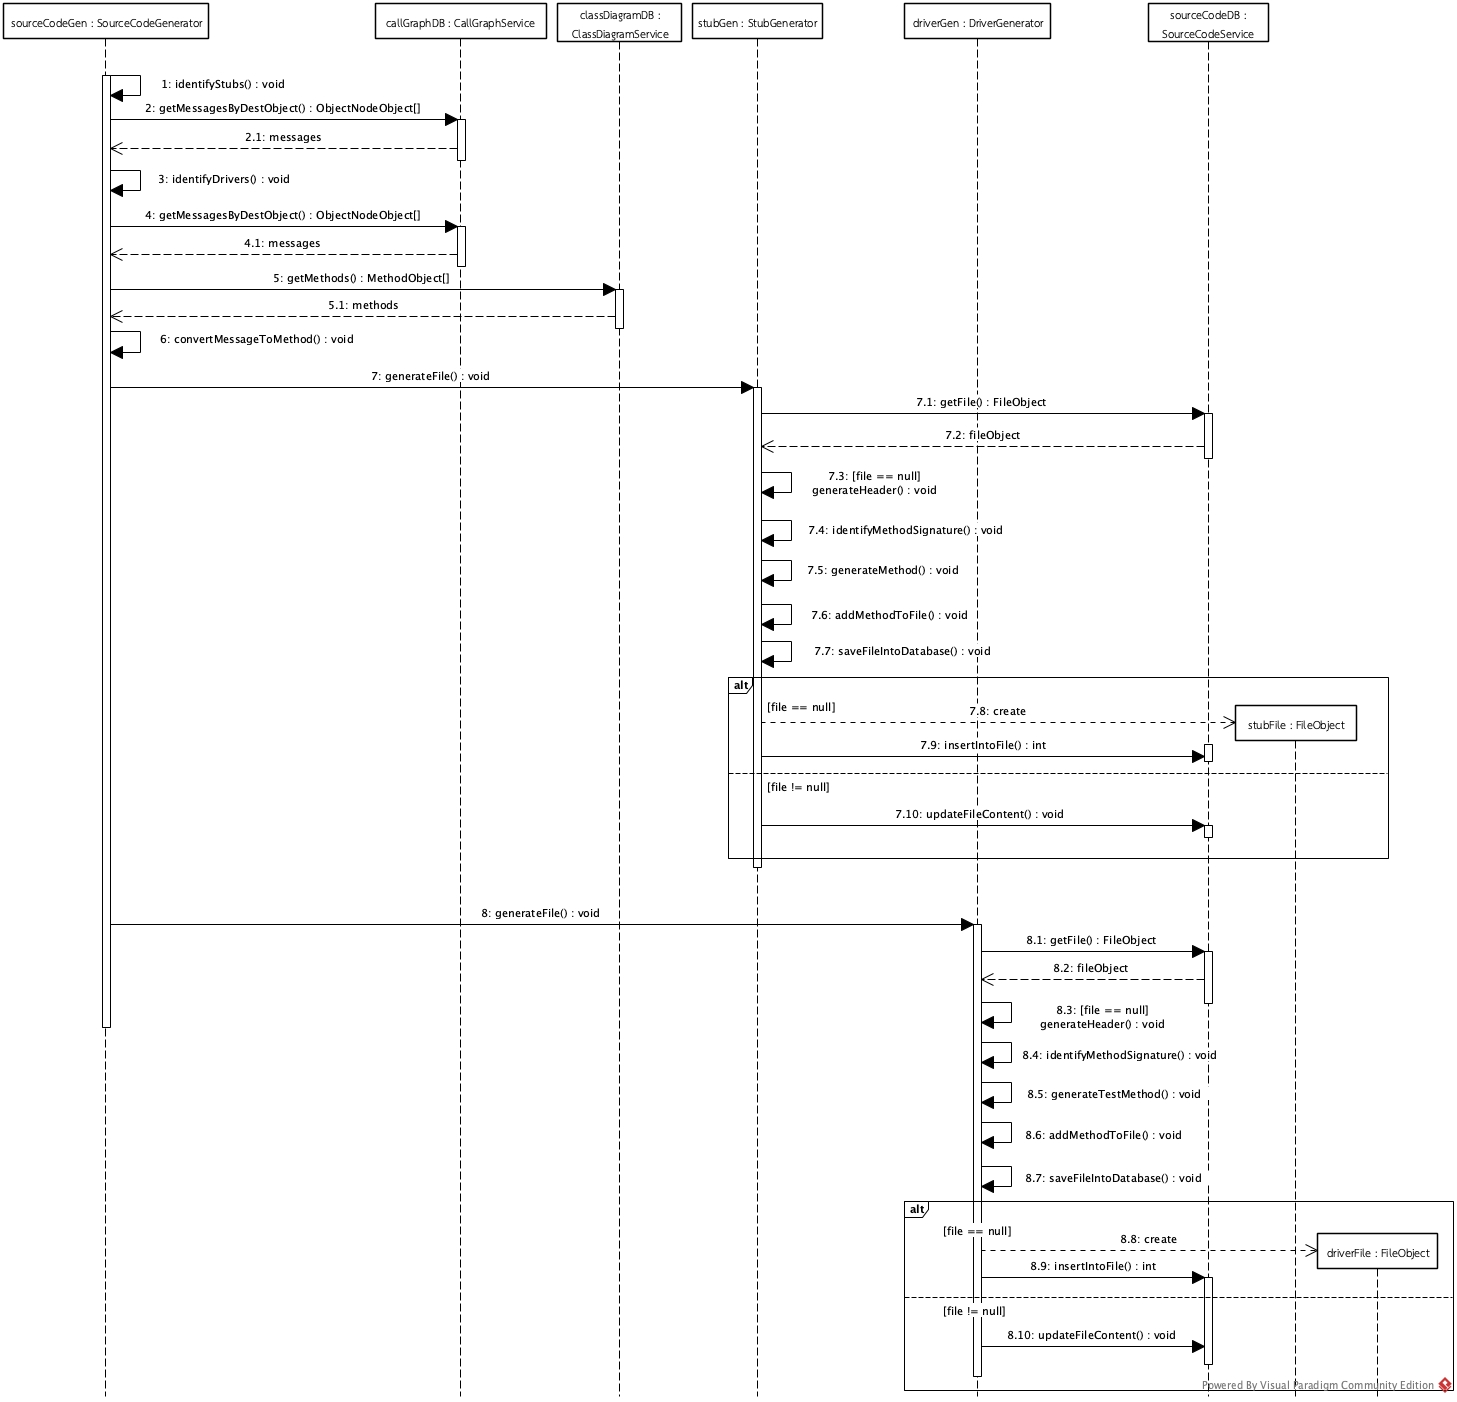 sourceCodeGen : SourceCodeGenerator
callGraphDB : CallGraphService
classDiagramDB :
ClassDiagramService
stubGen : StubGenerator
driverGen : DriverGenerator
sourceCodeDB :
SourceCodeService
1: identifyStubs() : void
2: getMessagesByDestObject() : ObjectNodeObject[]
2.1: messages
3: identifyDrivers() : void
4: getMessagesByDestObject() : ObjectNodeObject[]
4.1: messages
5: getMethods() : MethodObject[]
5.1: methods
6: convertMessageToMethod() : void
7: generateFile() : void
7.1: getFile() : FileObject
7.2: fileObject
7.3: [file == null]
generateHeader() : void
7.4: identifyMethodSignature() : void
7.5: generateMethod() : void
7.6: addMethodToFile() : void
7.7: saveFileIntoDatabase() : void
alt
[file == null]
7.8: create
stubFile : FileObject
7.9: insertIntoFile() : int
[file != null]
7.10: updateFileContent() : void
8: generateFile() : void
8.1: getFile() : FileObject
8.2: fileObject
8.3: [file == null]
generateHeader() : void
8.4: identifyMethodSignature() : void
8.5: generateTestMethod() : void
8.6: addMethodToFile() : void
8.7: saveFileIntoDatabase() : void
alt
[file == null]
8.8: create
driverFile : FileObject
8.9: insertIntoFile() : int
[file != null]
8.10: updateFileContent() : void
Powered By Visual Paradigm Community Edition